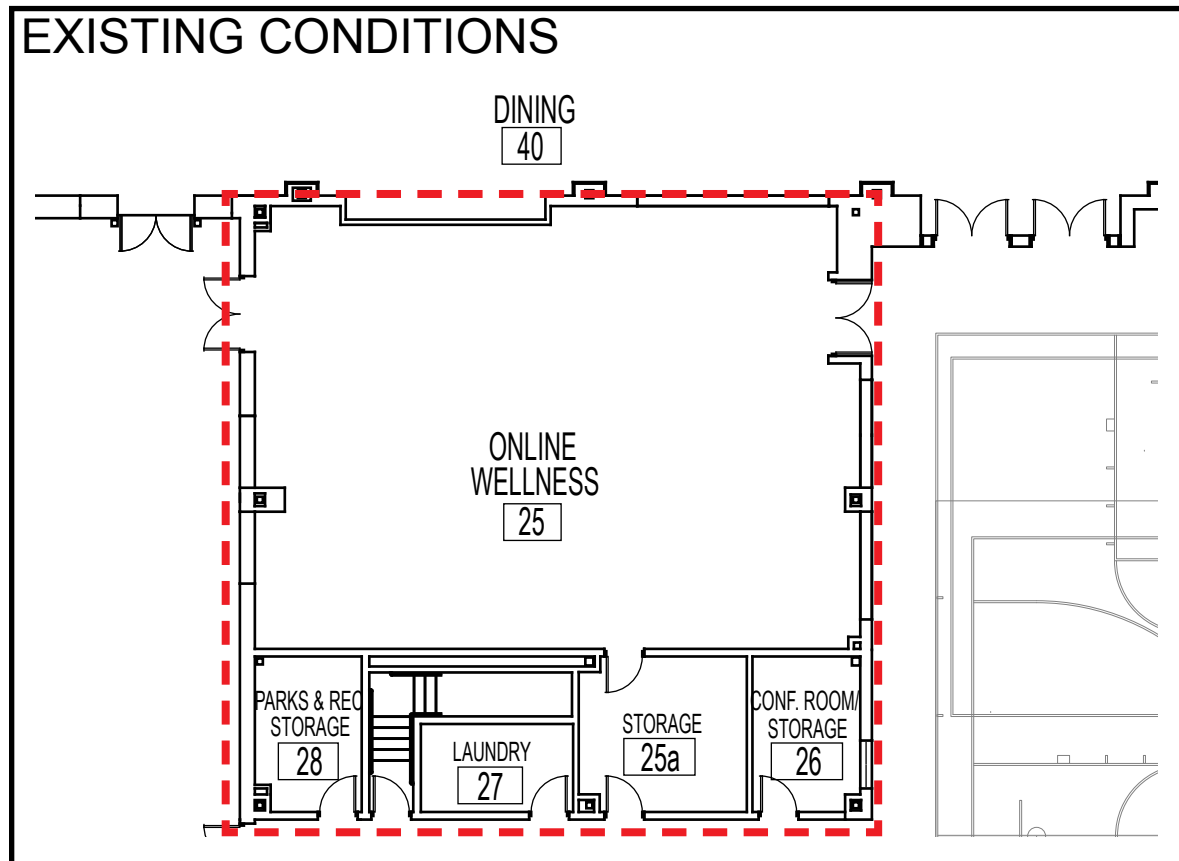 EXISTING CONDITIONS
DINING
40
ONLINE
WELLNESS
25
PARKS & REC
STORAGE
28
LAUNDRY
27
STORAGE
25a
CONF. ROOM/
STORAGE
26